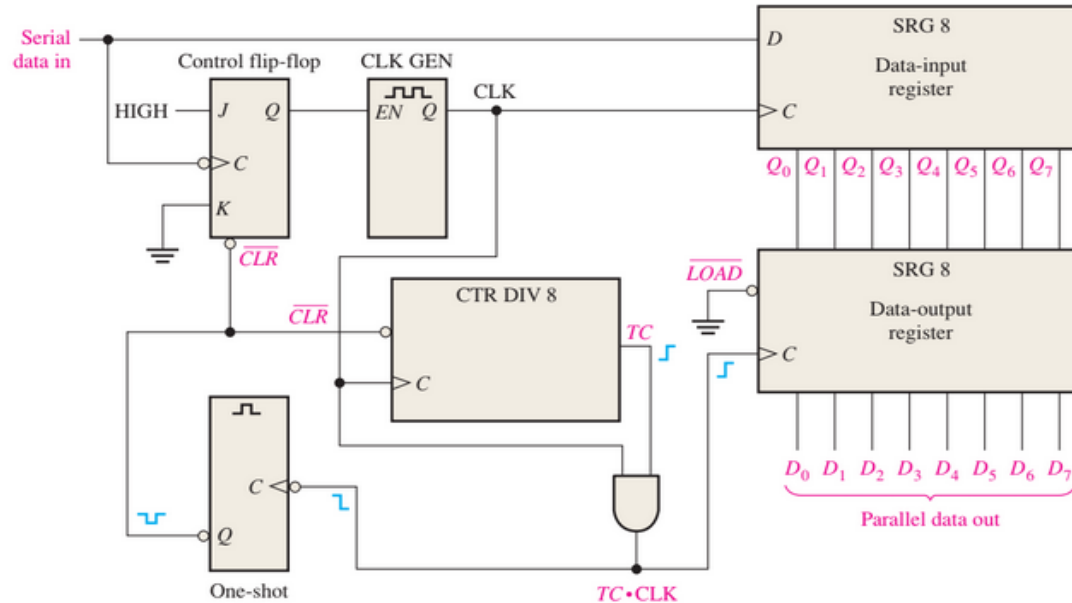 Serial
data in
Control flip-flop
CLK GEN
HIGH
J
Q
C
K
CLR
EN
Q
CLK
D
SRG 8
Data-input
register
C
Q0
Q1
Q2
Q3
Q4
Q5
Q6
Q7
CLR
CTR DIV 8
TC
C
LOAD
SRG 8
Data-output
register
C
D0
D1
D2
D3
D4
D5
D6
D7
Parallel data out
C
Q
One-shot
TC•CLK